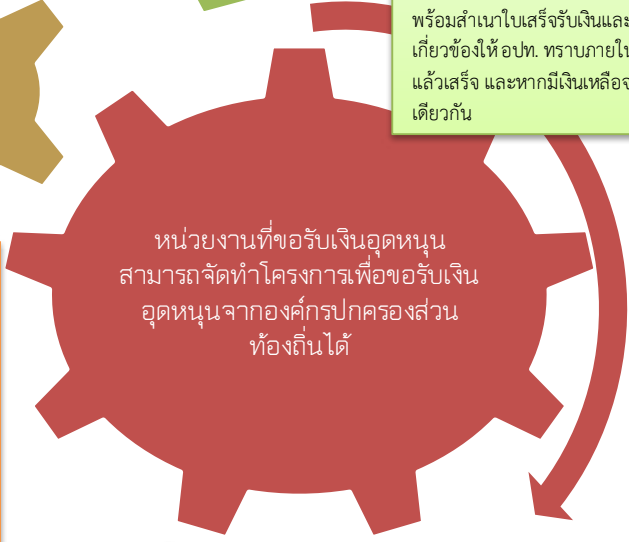 พร้อมสำเนาใบเสร็จรับเงินและ
เกี่ยวข้องให้ อปท. ทราบภายใน
แล้วเสร็จ และหากมีเงินเหลือจ
เดียวกัน
หน่วยงานที่ขอรับเงินอุดหนุน
สามารถจัดทำโครงการเพื่อขอรับเงิน
อุดหนุนจากองค์กรปกครองส่วน
ท้องถิ่นได้